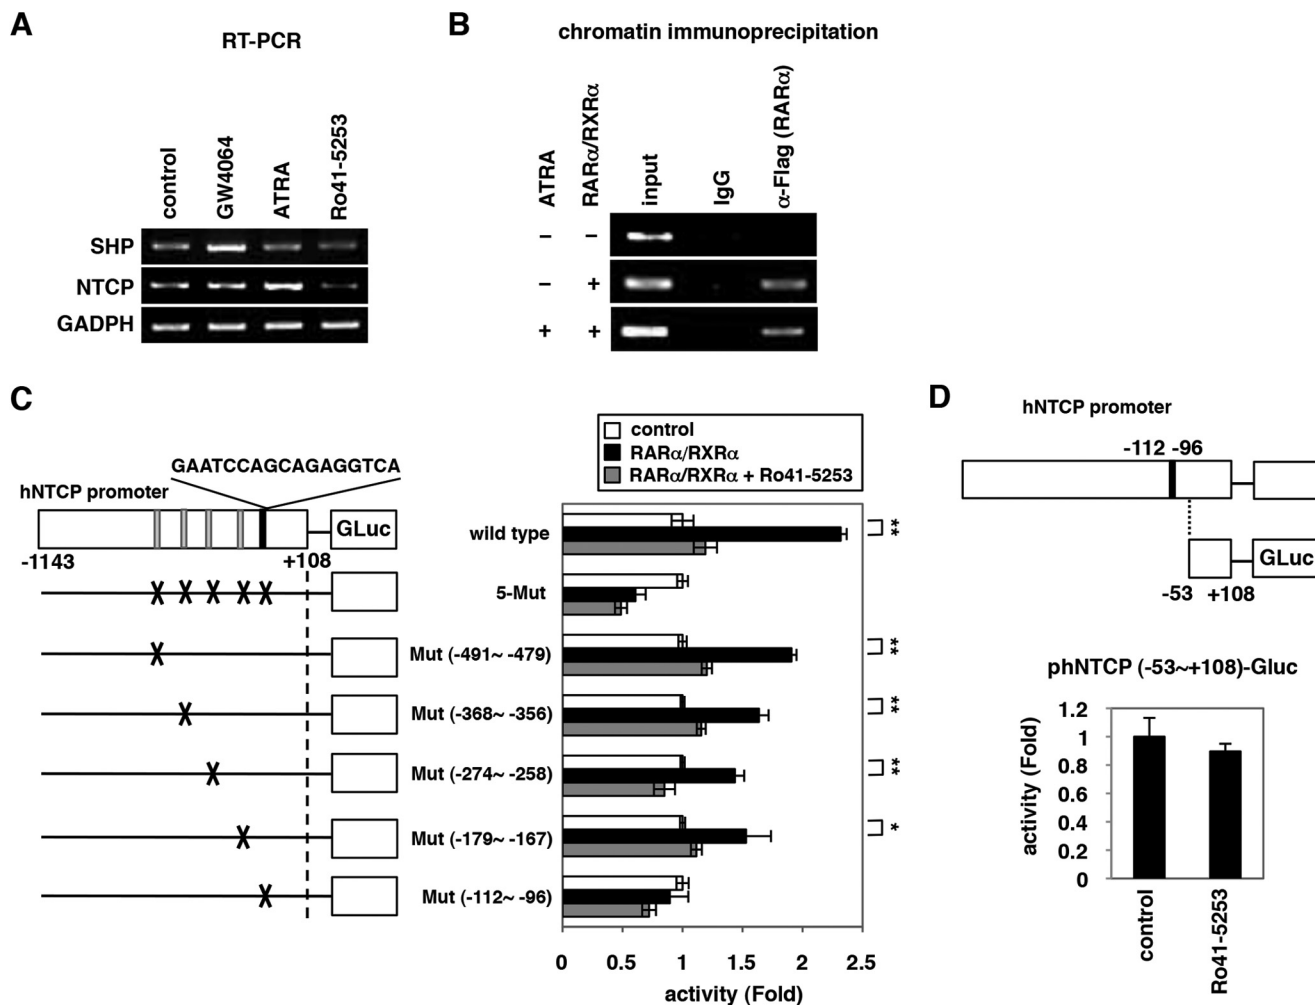 A
RT-PCR
control
GW4064
ATRA
Ro41-5253
SHP
NTCP
GADPH
B
chromatin immunoprecipitation
ATRA
RARα/RXRα
input
IgG
α-Flag (RARα)
– –
– +
+ +
C
GAATCCAGCAGAGGTCA
hNTCP promoter
GLuc
-1143
+108
control
RARα/RXRα
RARα/RXRα + Ro41-5253
wild type
**
5-Mut
Mut (-491~ -479)
**
Mut (-368~ -356)
**
Mut (-274~ -258)
**
Mut (-179~ -167)
*
Mut (-112~ -96)
0 0.5 1 1.5 2 2.5
activity (Fold)
D
hNTCP promoter
-112 -96
GLuc
-53 +108
phNTCP (-53~+108)-Gluc
activity (Fold)
1.2
1
0.8
0.6
0.4
0.2
0
control
Ro41-5253